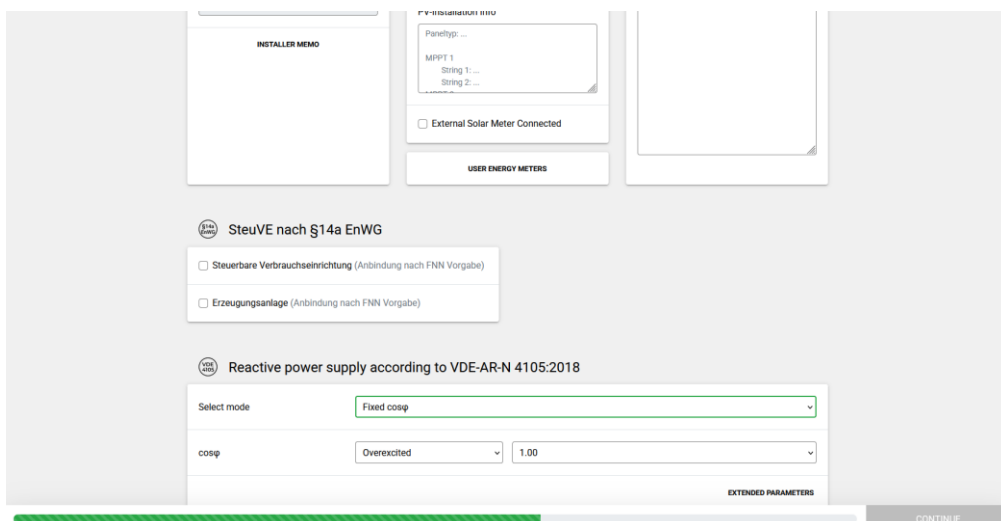 PV-Installation Info
Paneltyp: ...
MPPT 1
String 1: ...
String 2: ...
INSTALLER MEMO
External Solar Meter Connected
USER ENERGY METERS
§14a
EnWG
SteuVE nach §14a EnWG
Steuerbare Verbrauchseinrichtung (Anbindung nach FNN Vorgabe)
Erzeugungsanlage (Anbindung nach FNN Vorgabe)
VDE
4105
Reactive power supply according to VDE-AR-N 4105:2018
Select mode
Fixed cosφ
cosφ
Overexcited
1.00
EXTENDED PARAMETERS
CONTINUE